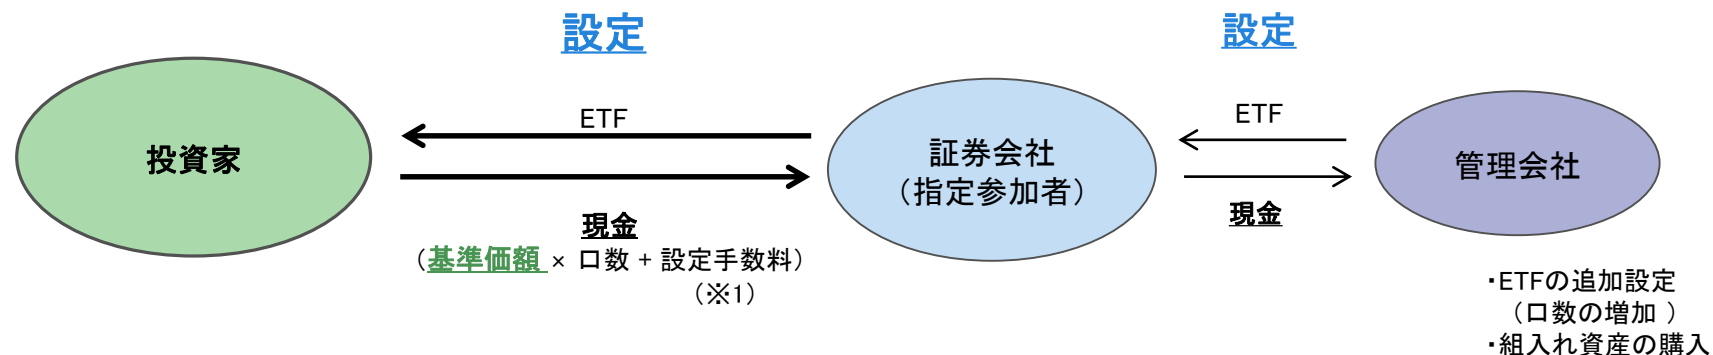 設定
設定
ETF
ETF
投資家
証券会社
（指定参加者）
管理会社
現金
現金
（基準価額 × 口数 + 設定手数料）
（※1）
・ETFの追加設定
（口数の増加 ）
・組入れ資産の購入